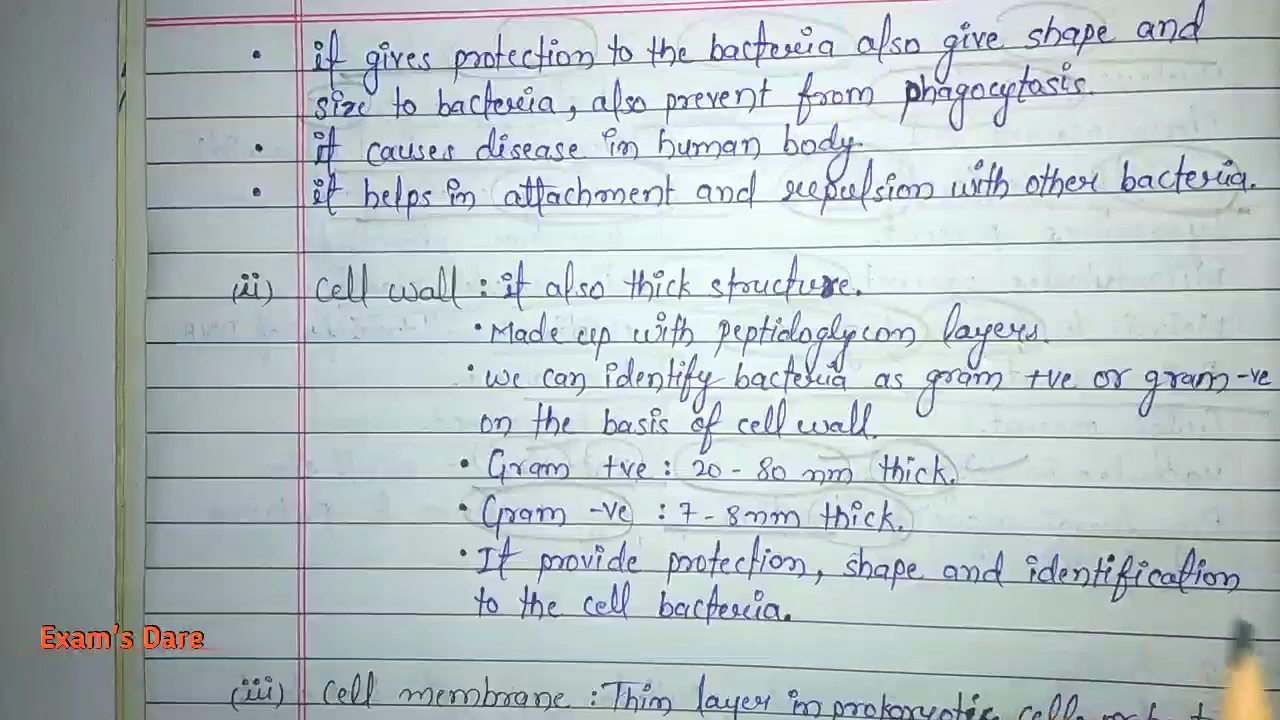 • it gives protection to the bacteria also give shape and
size to bacteria, also prevent from phagocytosis.
• it causes disease in human body.
• it helps in attachment and repulsion with other bacteria.
(ii) cell wall : it also thick structure.
• Made up with peptidoglycan layers.
• we can identify bacteria as gram +ve or gram -ve
on the basis of cell wall.
• Gram +ve : 20 - 80 nm thick.
• Gram -ve : 7 - 8nm thick.
• It provide protection, shape and identification
to the cell bacteria.
Exam's Dare
(iii) cell membrane : Thin layer in prokaryotic cell